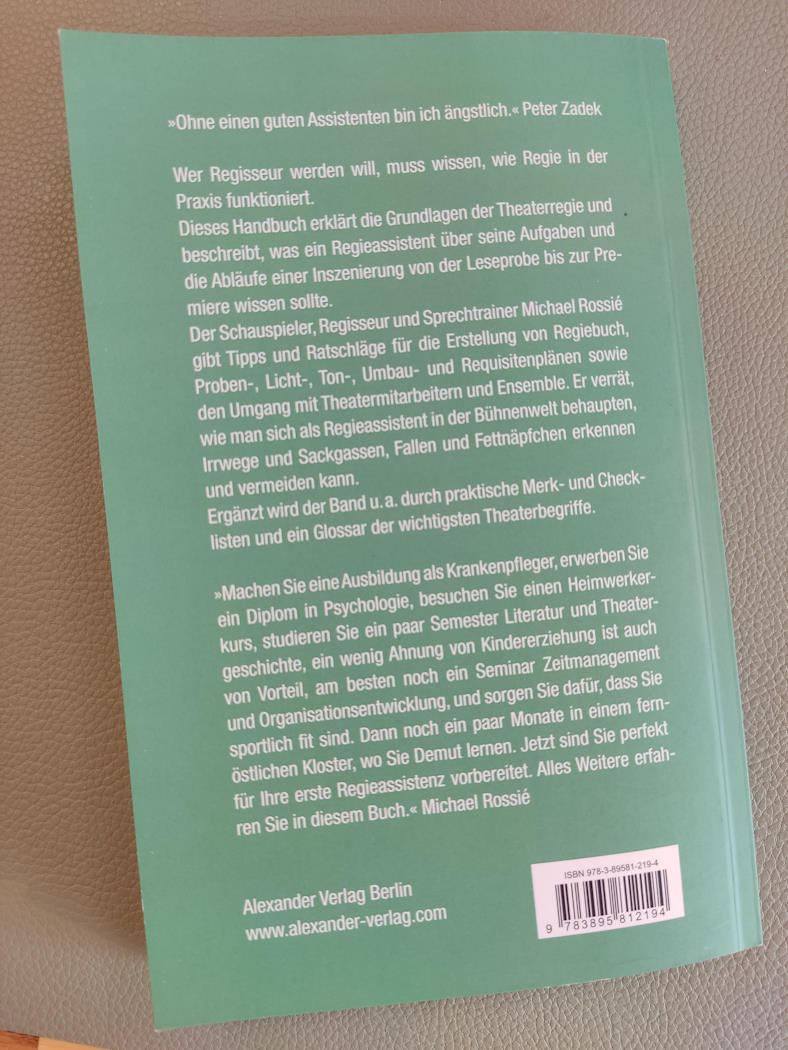 »Ohne einen guten Assistenten bin ich ängstlich.« Peter Zadek
Wer Regisseur werden will, muss wissen, wie Regie in der
Praxis funktioniert.
Dieses Handbuch erklärt die Grundlagen der Theaterregie und
beschreibt, was ein Regieassistent über seine Aufgaben und
die Abläufe einer Inszenierung von der Leseprobe bis zur Pre-
miere wissen sollte.
Der Schauspieler, Regisseur und Sprechtrainer Michael Rossié
gibt Tipps und Ratschläge für die Erstellung von Regiebuch,
Proben-, Licht-, Ton-, Umbau- und Requisitenplänen sowie
den Umgang mit Theatermitarbeitern und Ensemble. Er verrät,
wie man sich als Regieassistent in der Bühnenwelt behaupten,
Irrwege und Sackgassen, Fallen und Fettnäpfchen erkennen
und vermeiden kann.
Ergänzt wird der Band u. a. durch praktische Merk- und Check-
listen und ein Glossar der wichtigsten Theaterbegriffe.
»Machen Sie eine Ausbildung als Krankenpfleger, erwerben Sie
ein Diplom in Psychologie, besuchen Sie einen Heimwerker-
kurs, studieren Sie ein paar Semester Literatur und Theater-
geschichte, ein wenig Ahnung von Kindererziehung ist auch
von Vorteil, am besten noch ein Seminar Zeitmanagement
und Organisationsentwicklung, und sorgen Sie dafür, dass Sie
sportlich fit sind. Dann noch ein paar Monate in einem fern-
östlichen Kloster, wo Sie Demut lernen. Jetzt sind Sie perfekt
für Ihre erste Regieassistenz vorbereitet. Alles Weitere erfah-
ren Sie in diesem Buch.« Michael Rossié
Alexander Verlag Berlin
www.alexander-verlag.com
ISBN 978-3-89581-219-4
9 783895 812194